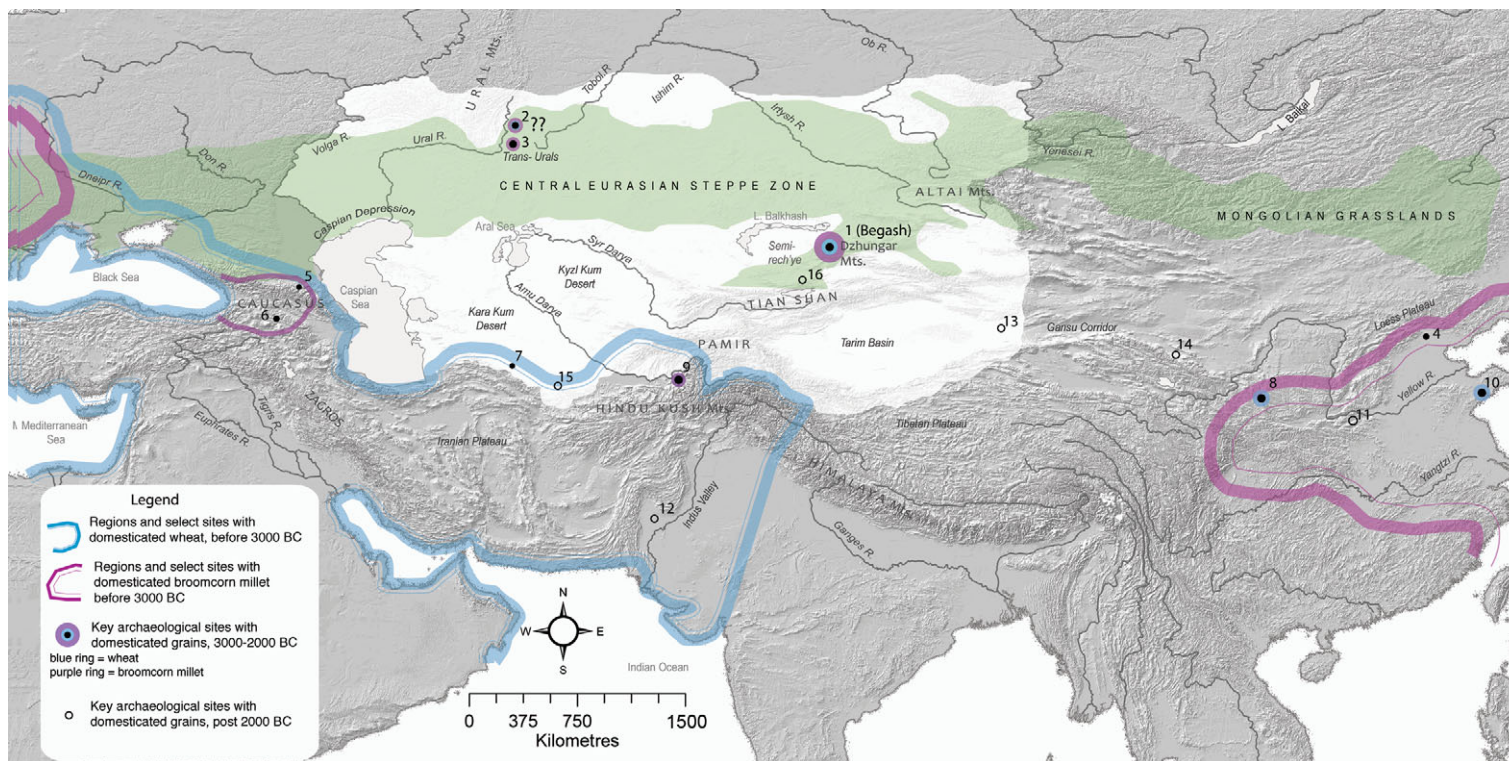 URAL Mts.
Tobol R.
Ishim R.
Ob R.
Irtysh R.
L. Baikal
2 ??
3
Trans- Urals
Volga R.
Ural R.
Don R.
Dneipr R.
Yenesei R.
CENTRAL EURASIAN STEPPE ZONE
ALTAI Mts.
MONGOLIAN GRASSLANDS
Caspian Depression
Aral Sea
L. Balkhash
1 (Begash)
Dzhungar
Mts.
Semi-
rech'ye
Syr Darya
Black Sea
5
Caspian
Sea
CAUCASUS
6
Kyzl Kum
Desert
16
TIAN SHAN
Amu Darya
Kara Kum
Desert
13
Gansu Corridor
Loess Plateau
4
PAMIR
Tarim Basin
14
7
15
9
8
10
HINDU KUSH Mts.
Yellow R.
11
ZAGROS
Tigris R.
Euphrates R.
Mediterranean
Sea
Iranian Plateau
Tibetan Plateau
HIMALAYAN Mts.
Yangtzi R.
12
Indus Valley
Ganges R.
Legend
Regions and select sites with
domesticated wheat, before 3000 BC
Regions and select sites with
domesticated broomcorn millet
before 3000 BC
Key archaeological sites with
domesticated grains, 3000-2000 BC
blue ring = wheat
purple ring = broomcorn millet
Key archaeological sites with
domesticated grains, post 2000 BC
N
W E
S
Indian Ocean
0 375 750 1500
Kilometres